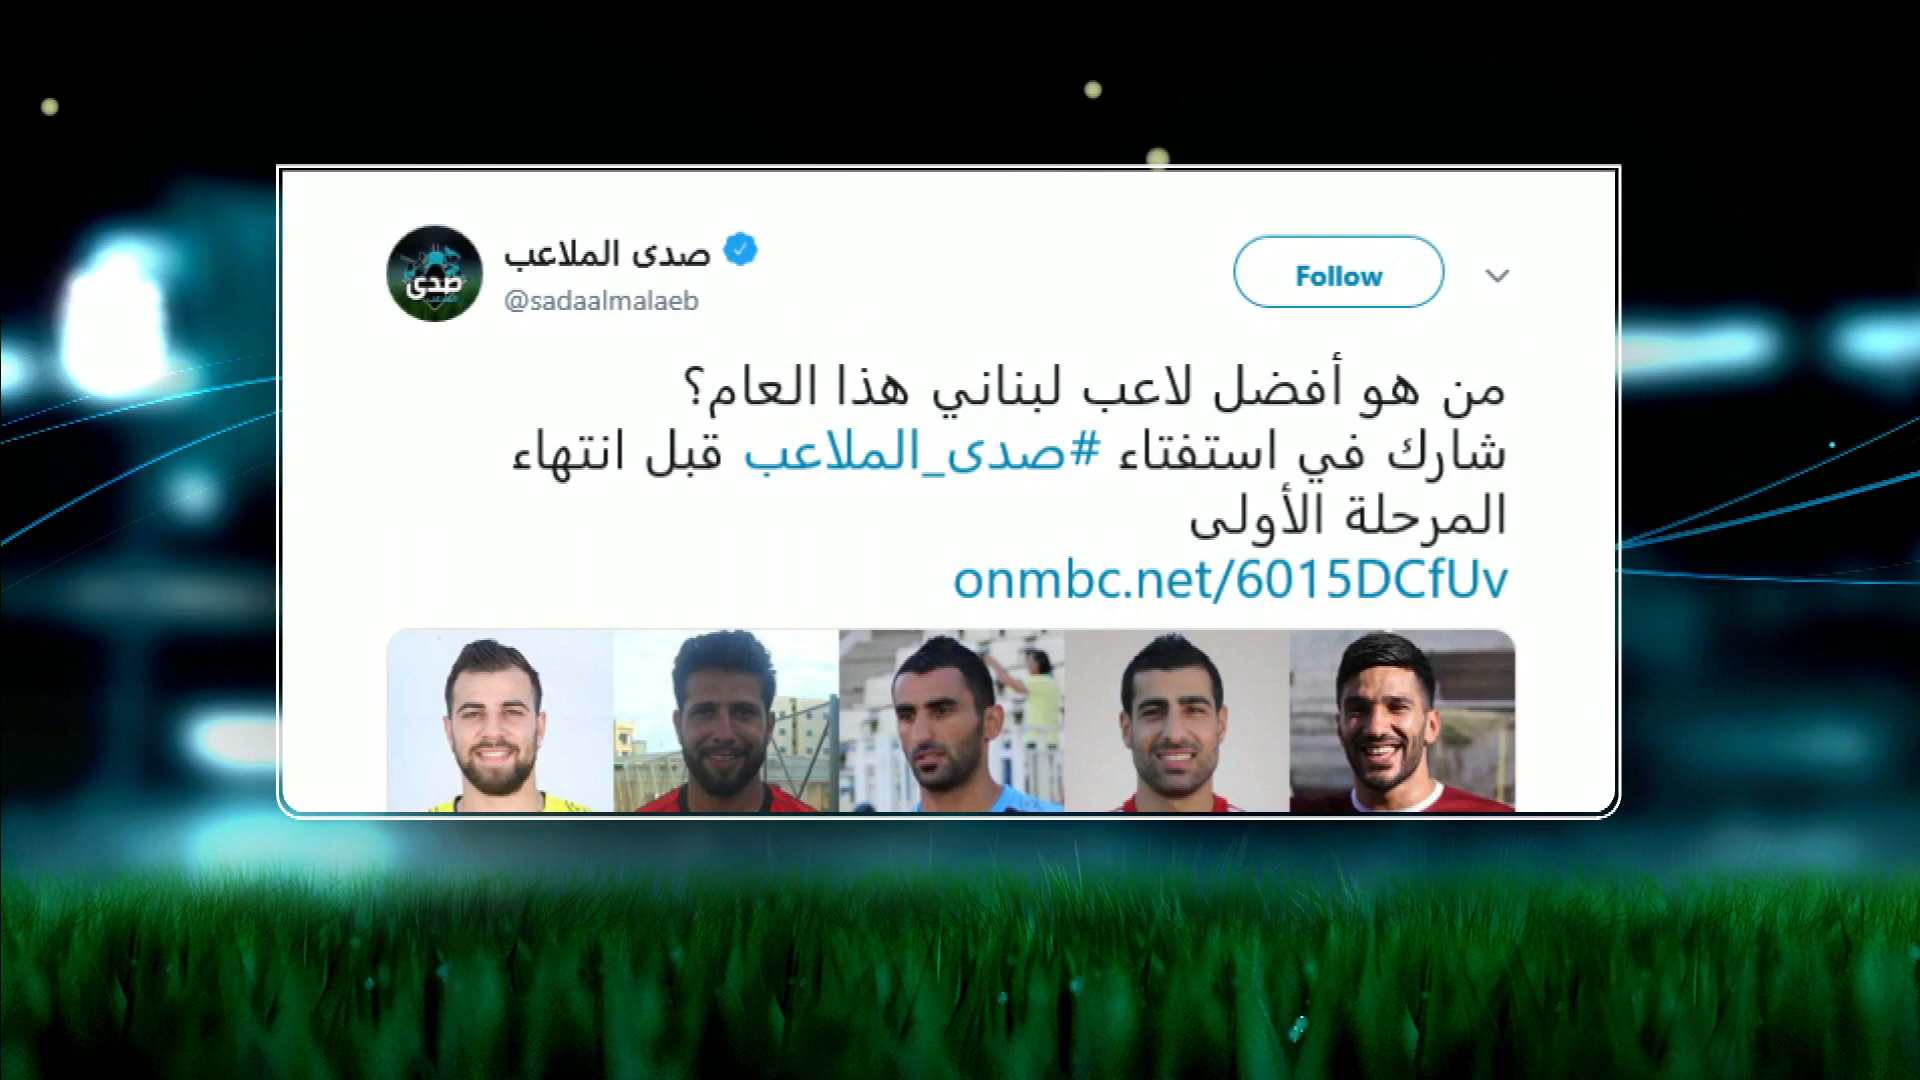 صدى الملاعب
@sadaalmalaeb
Follow
من هو أفضل لاعب لبناني هذا العام؟
شارك في استفتاء #صدى_الملاعب قبل انتهاء
المرحلة الأولى
onmbc.net/6015DCfUv
صدى